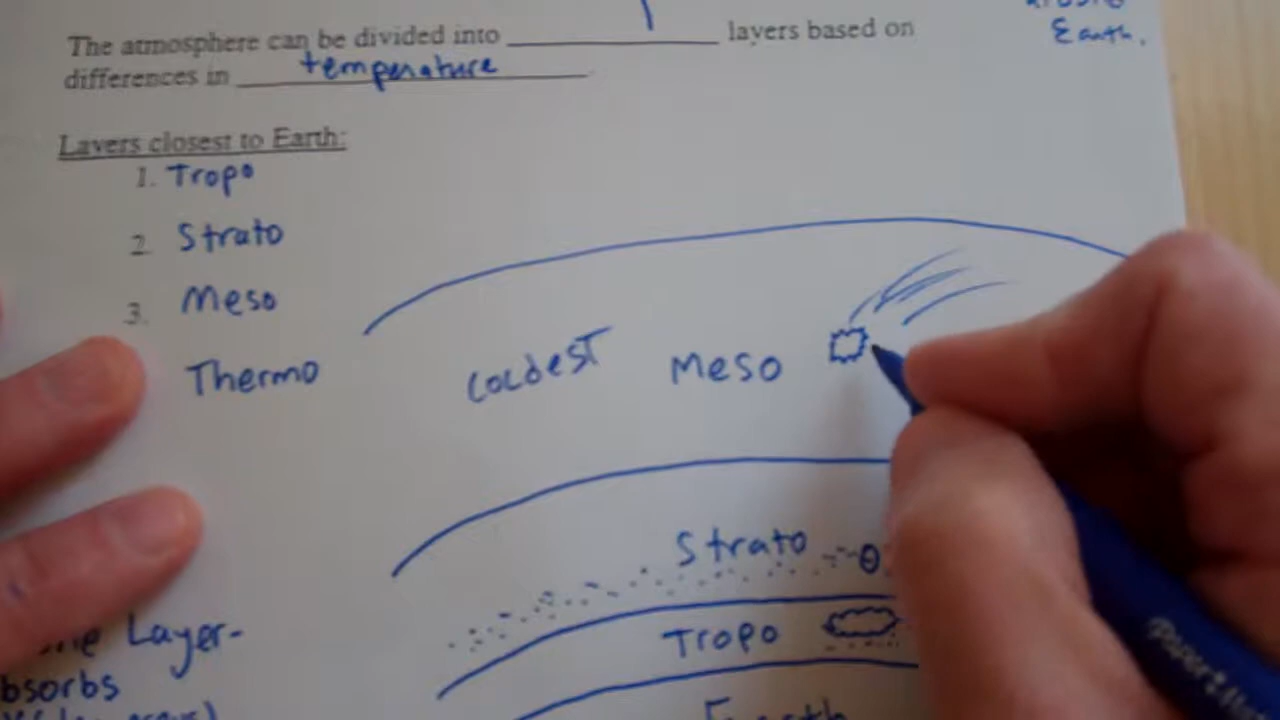 The atmosphere can be divided into __________ layers based on
Earth.
differences in temperature
Layers closest to Earth:
1. Tropo
2. Strato
3. Meso
Thermo
Coldest Meso
Strato
Tropo
Layer-